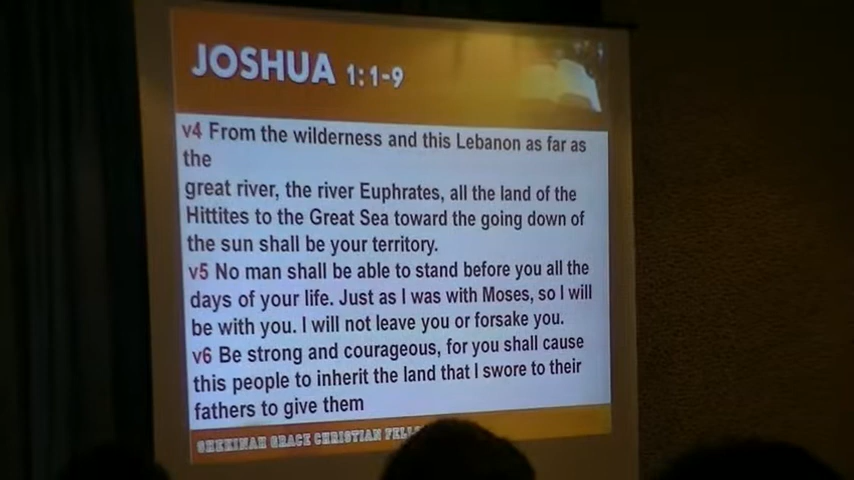 JOSHUA 1:1-9
v4 From the wilderness and this Lebanon as far as
the
great river, the river Euphrates, all the land of the
Hittites to the Great Sea toward the going down of
the sun shall be your territory.
v5 No man shall be able to stand before you all the
days of your life. Just as I was with Moses, so I will
be with you. I will not leave you or forsake you.
v6 Be strong and courageous, for you shall cause
this people to inherit the land that I swore to their
fathers to give them
SHEKINAH GRACE CHRISTIAN